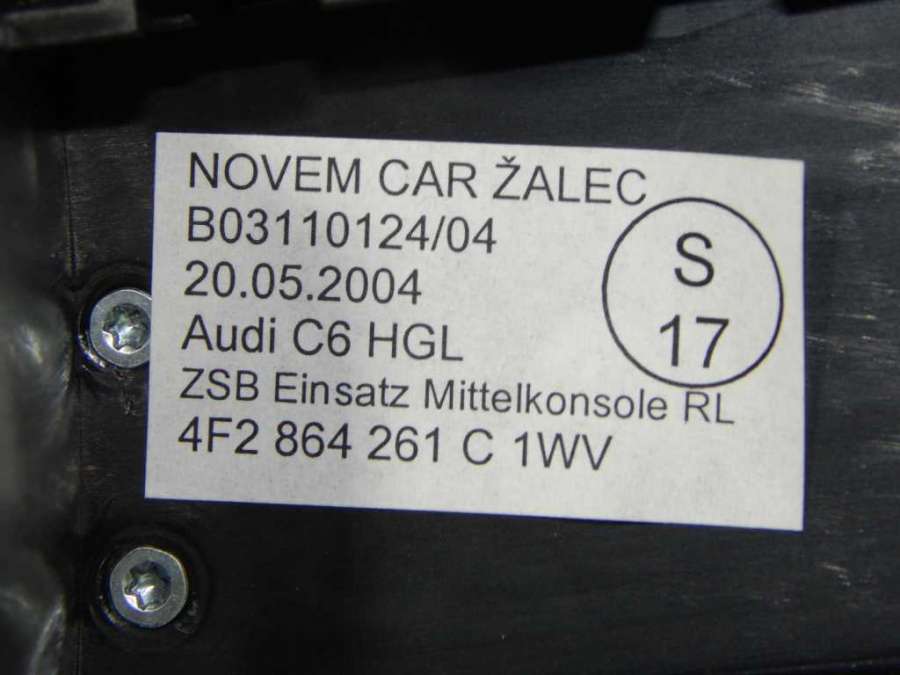 NOVEM CAR ŽALEC
B03110124/04
20.05.2004
Audi C6 HGL
ZSB Einsatz Mittelkonsole RL
4F2 864 261 C 1WV
S
17